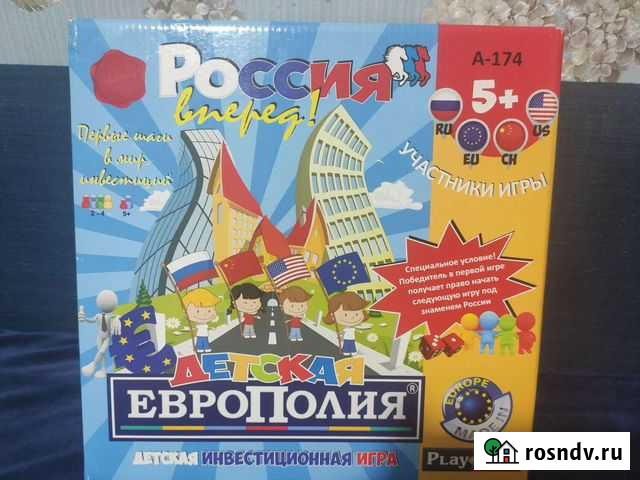 Россия
вперед!
Первые шаги
в мир
инвестиций
2-4 5+
A-174
5+
RU
EU
CH
US
УЧАСТНИКИ ИГРЫ
Специальное условие!
Победитель в первой игре
получает право начать
следующую игру под
знаменем России
ДЕТСКАЯ
ЕВРОПОЛИЯ®
ДЕТСКАЯ ИНВЕСТИЦИОННАЯ ИГРА
EUROPE
MADE IN
rosndv.ru